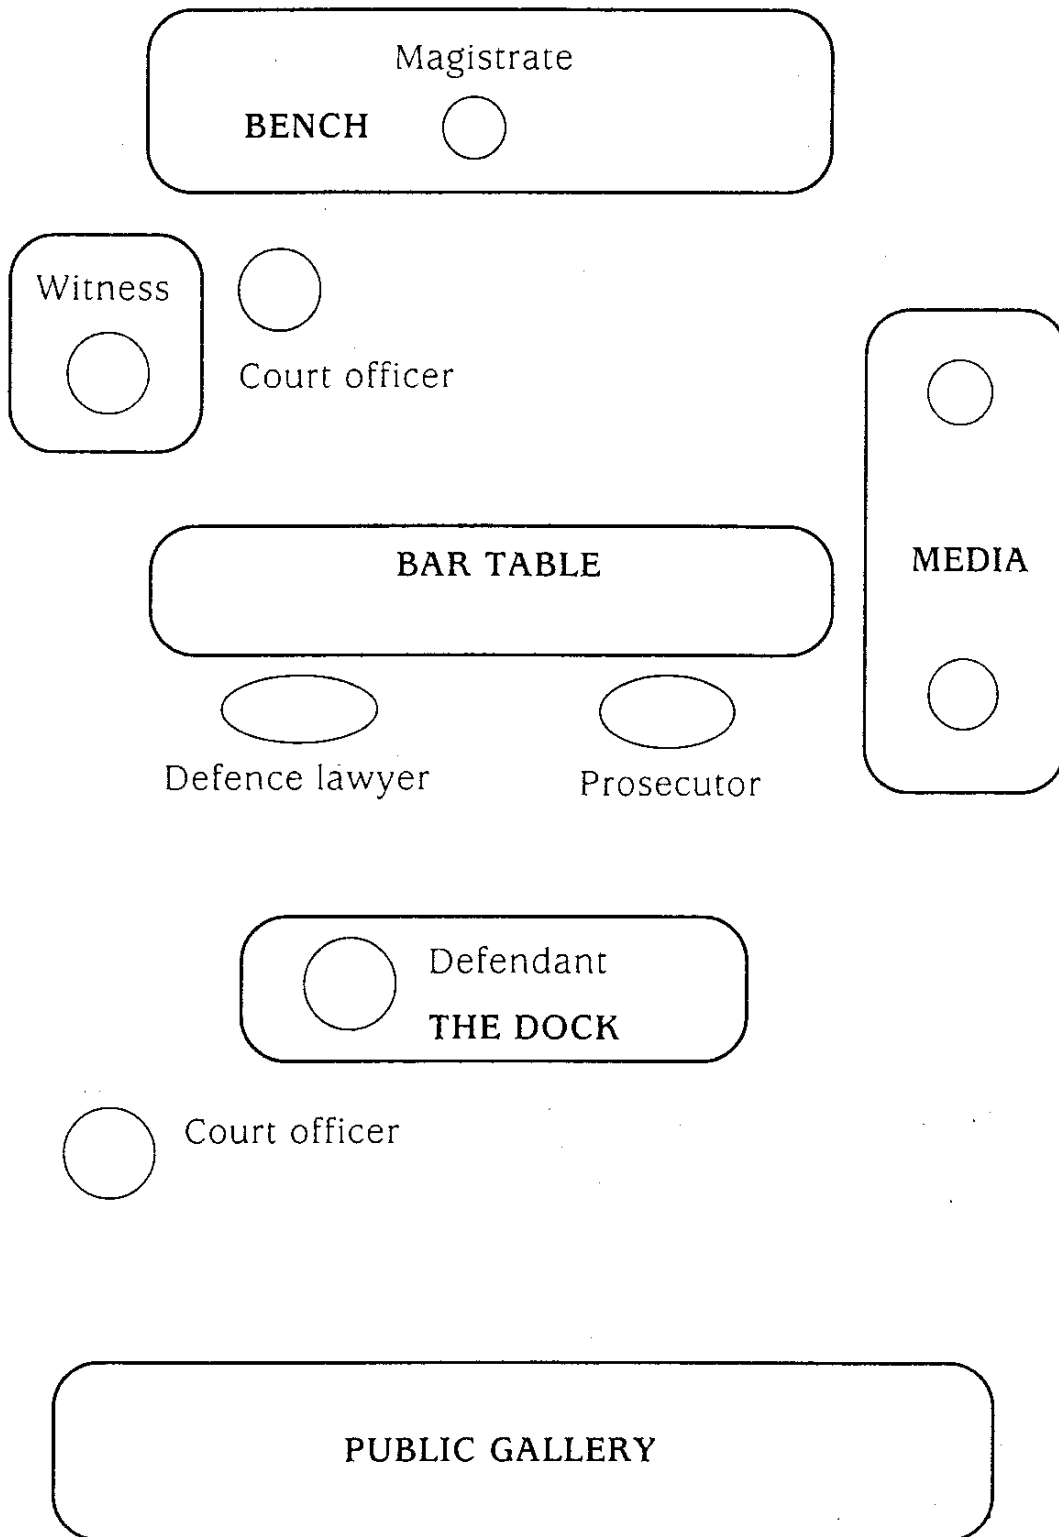 Magistrate
BENCH
Witness
Court officer
MEDIA
BAR TABLE
Defence lawyer
Prosecutor
Defendant
THE DOCK
Court officer
PUBLIC GALLERY